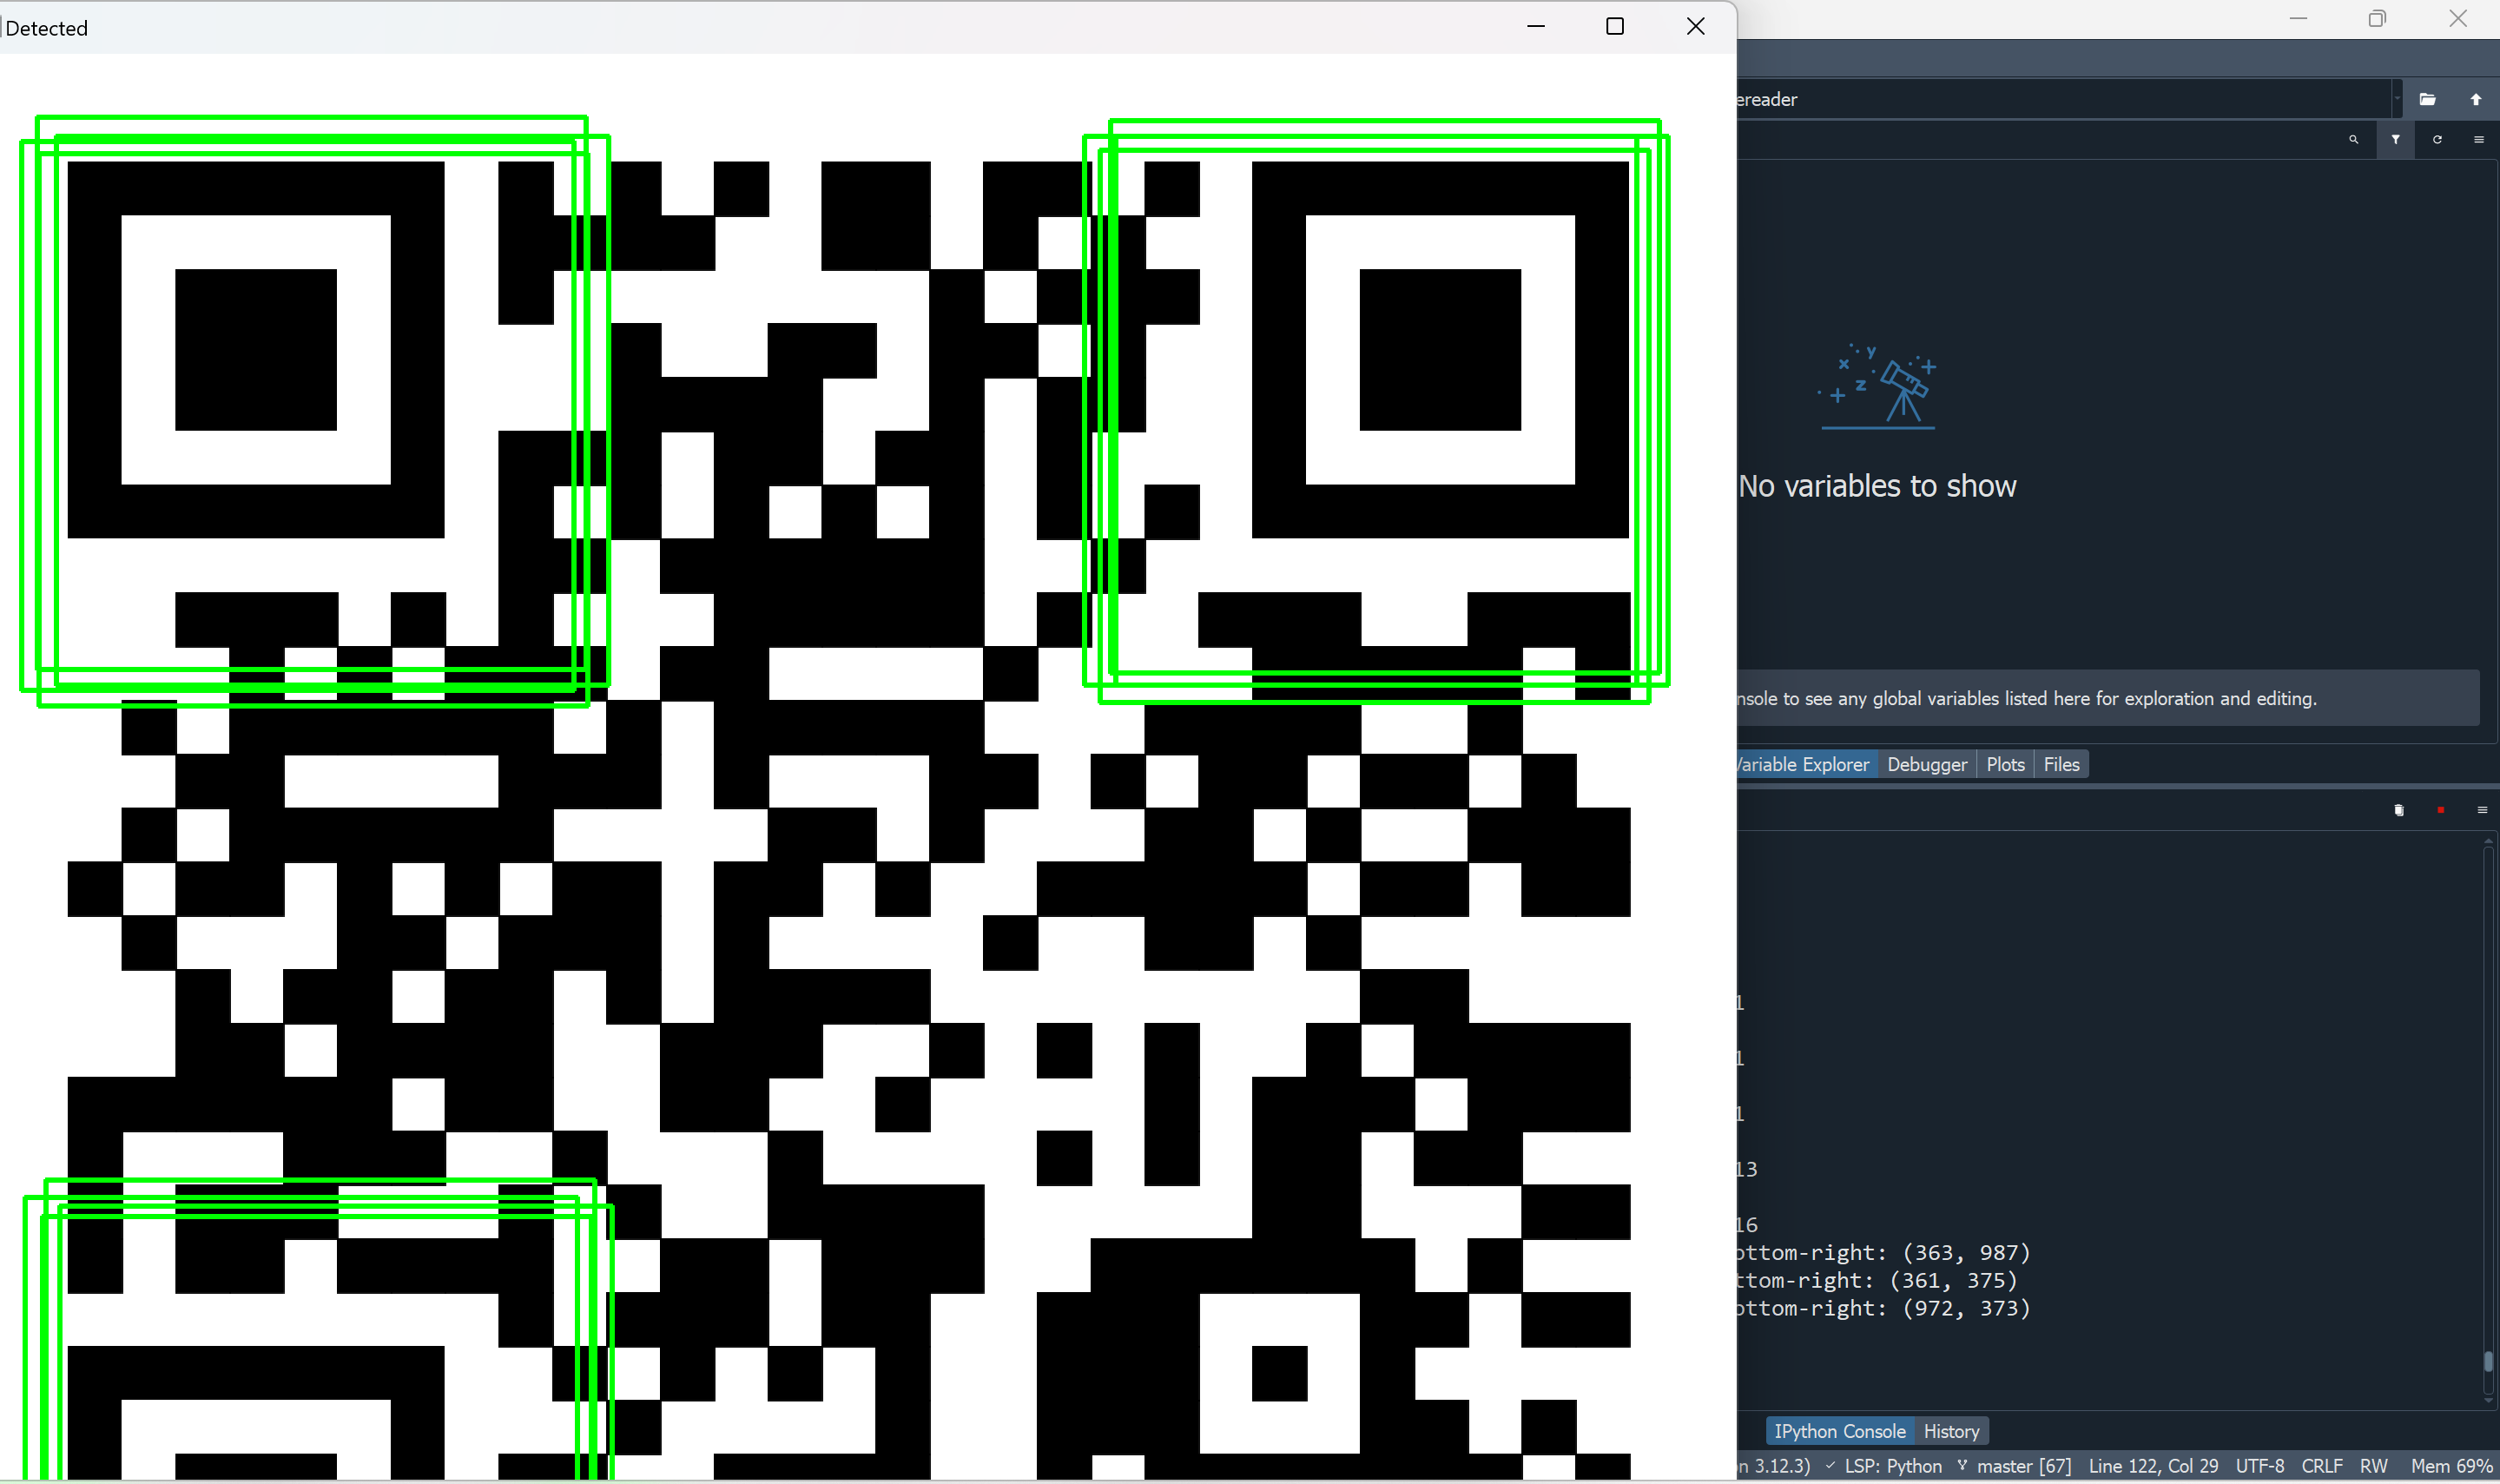 Detected
ereader
x y z
No variables to show
nsole to see any global variables listed here for exploration and editing.
Variable Explorer Debugger Plots Files
1
1
1
13
16
ottom-right: (363, 987)
ttom-right: (361, 375)
ottom-right: (972, 373)
IPython Console History
n 3.12.3) LSP: Python master [67] Line 122, Col 29 UTF-8 CRLF RW Mem 69%